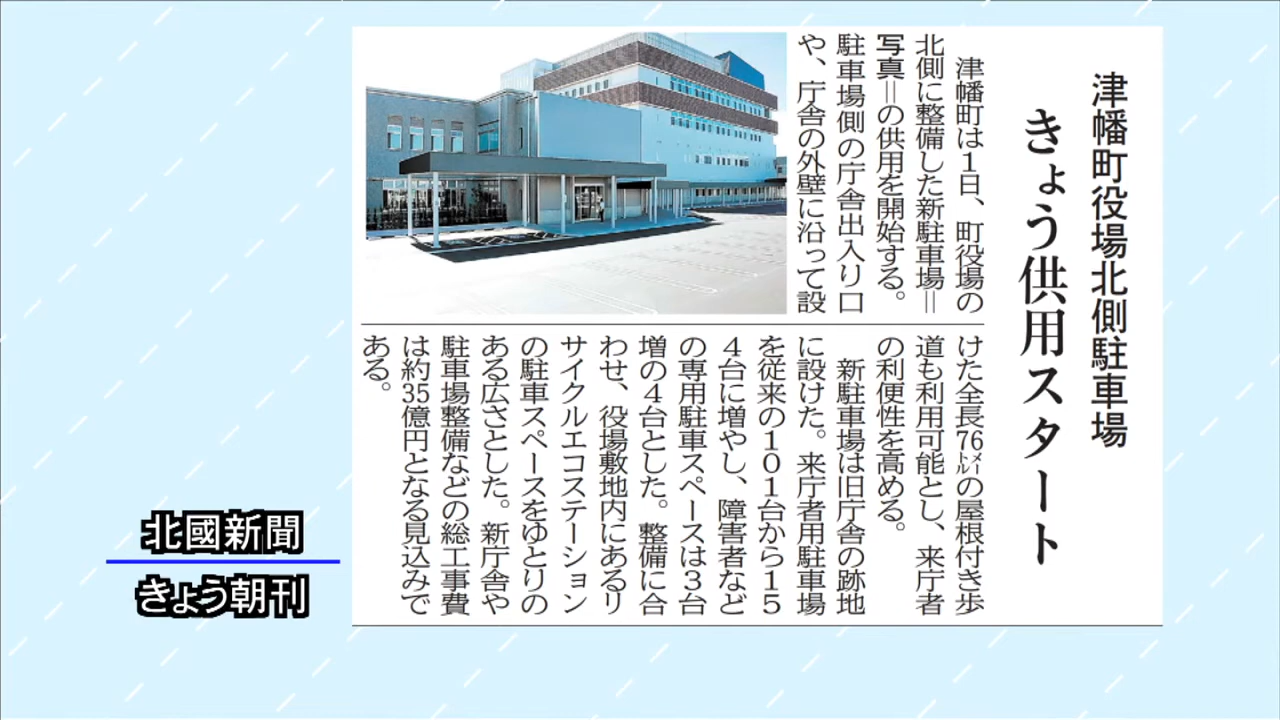 津幡町役場北側駐車場
きょう供用スタート
津幡町は1日、町役場の
北側に整備した新駐車場＝
写真＝の供用を開始する。
駐車場側の庁舎出入り口
や、庁舎の外壁に沿って設
けた全長76㍍の屋根付き歩
道も利用可能とし、来庁者
の利便性を高める。
新駐車場は旧庁舎の跡地
に設けた。来庁者用駐車場
を従来の101台から15
4台に増やし、障害者など
の専用駐車スペースは3台
増の4台とした。整備に合
わせ、役場敷地内にあるリ
サイクルエコステーション
の駐車スペースをゆとりの
ある広さとした。新庁舎や
駐車場整備などの総工事費
は約35億円となる見込みで
ある。
北國新聞
きょう朝刊